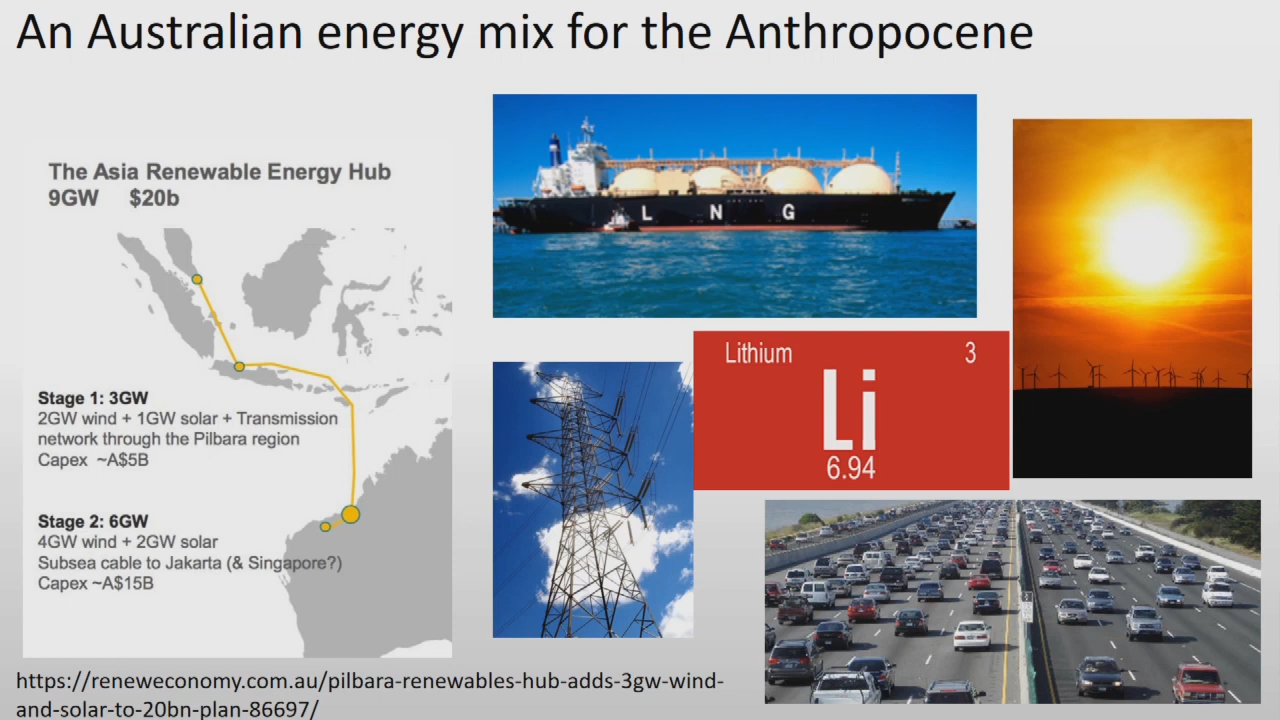 An Australian energy mix for the Anthropocene
The Asia Renewable Energy Hub
9GW $20b
Stage 1: 3GW
2GW wind + 1GW solar + Transmission
network through the Pilbara region
Capex ~A$5B
Stage 2: 6GW
4GW wind + 2GW solar
Subsea cable to Jakarta (& Singapore?)
Capex ~A$15B
L N G
Lithium 3
Li
6.94
https://reneweconomy.com.au/pilbara-renewables-hub-adds-3gw-wind-
and-solar-to-20bn-plan-86697/